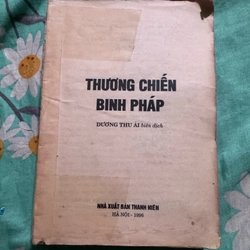 THƯƠNG CHIẾN
BINH PHÁP
DƯƠNG THU ÁI biên dịch
NHÀ XUẤT BẢN THANH NIÊN
HÀ NỘI - 1996